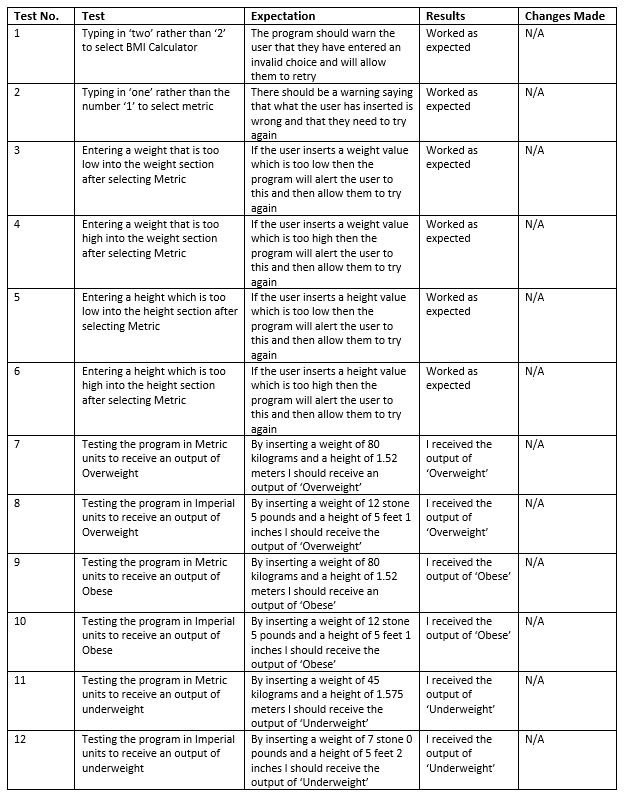 Test No. Test Expectation Results Changes Made
1 Typing in ‘two’ rather than ‘2’ to select BMI Calculator The program should warn the user that they have entered an invalid choice and will allow them to retry Worked as expected N/A
2 Typing in ‘one’ rather than the number ‘1’ to select metric There should be a warning saying that what the user has inserted is wrong and that they need to try again Worked as expected N/A
3 Entering a weight that is too low into the weight section after selecting Metric If the user inserts a weight value which is too low then the program will alert the user to this and then allow them to try again Worked as expected N/A
4 Entering a weight that is too high into the weight section after selecting Metric If the user inserts a weight value which is too high then the program will alert the user to this and then allow them to try again Worked as expected N/A
5 Entering a height which is too low into the height section after selecting Metric If the user inserts a height value which is too low then the program will alert the user to this and then allow them to try again Worked as expected N/A
6 Entering a height which is too high into the height section after selecting Metric If the user inserts a height value which is too high then the program will alert the user to this and then allow them to try again Worked as expected N/A
7 Testing the program in Metric units to receive an output of Overweight By inserting a weight of 80 kilograms and a height of 1.52 meters I should receive an output of ‘Overweight’ I received the output of ‘Overweight’ N/A
8 Testing the program in Imperial units to receive an output of Overweight By inserting a weight of 12 stone 5 pounds and a height of 5 feet 1 inches I should receive the output of ‘Overweight’ I received the output of ‘Overweight’ N/A
9 Testing the program in Metric units to receive an output of Obese By inserting a weight of 80 kilograms and a height of 1.52 meters I should receive an output of ‘Obese’ I received the output of ‘Obese’ N/A
10 Testing the program in Imperial units to receive an output of Obese By inserting a weight of 12 stone 5 pounds and a height of 5 feet 1 inches I should receive the output of ‘Obese’ I received the output of ‘Obese’ N/A
11 Testing the program in Metric units to receive an output of underweight By inserting a weight of 45 kilograms and a height of 1.575 meters I should receive the output of ‘Underweight’ I received the output of ‘Underweight’ N/A
12 Testing the program in Imperial units to receive an output of underweight By inserting a weight of 7 stone 0 pounds and a height of 5 feet 2 inches I should receive the output of ‘Underweight’ I received the output of ‘Underweight’ N/A